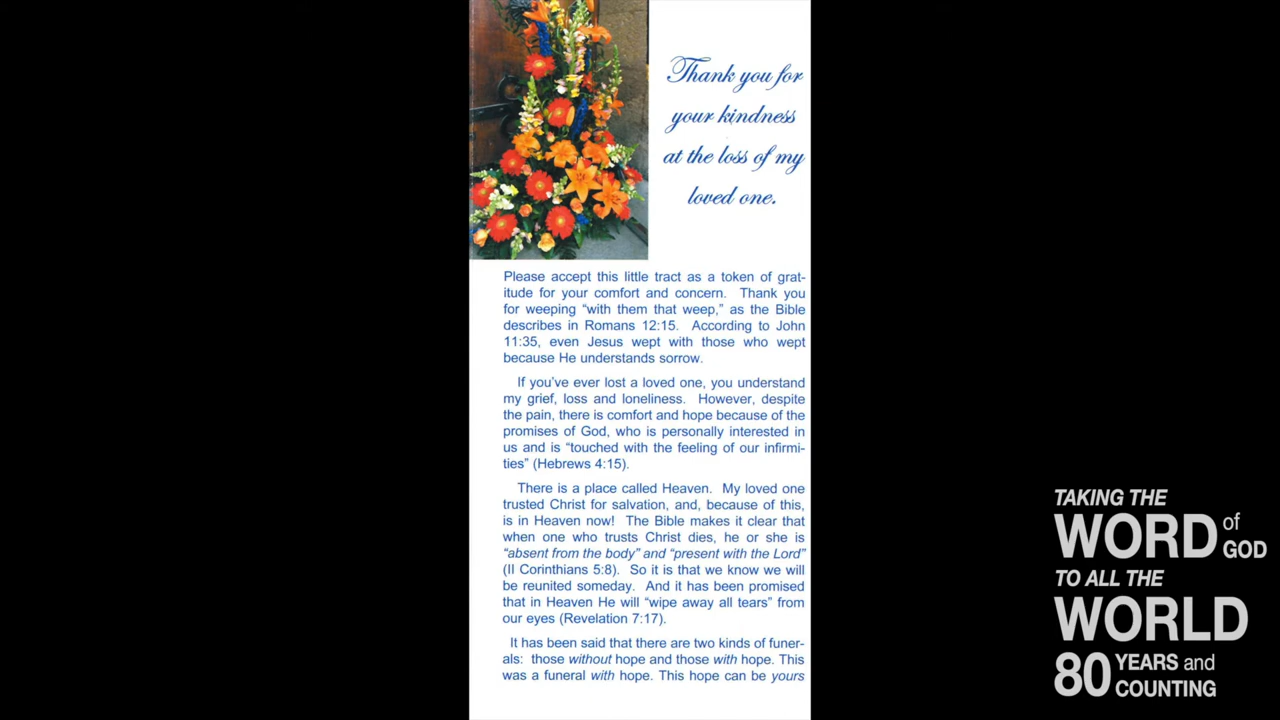 Thank you for
your kindness
at the loss of my
loved one.
Please accept this little tract as a token of grat-
itude for your comfort and concern. Thank you
for weeping “with them that weep,” as the Bible
describes in Romans 12:15. According to John
11:35, even Jesus wept with those who wept
because He understands sorrow.
If you’ve ever lost a loved one, you understand
my grief, loss and loneliness. However, despite
the pain, there is comfort and hope because of the
promises of God, who is personally interested in
us and is “touched with the feeling of our infirmi-
ties” (Hebrews 4:15).
There is a place called Heaven. My loved one
trusted Christ for salvation, and, because of this,
is in Heaven now! The Bible makes it clear that
when one who trusts Christ dies, he or she is
“absent from the body” and “present with the Lord”
(II Corinthians 5:8). So it is that we know we will
be reunited someday. And it has been promised
that in Heaven He will “wipe away all tears” from
our eyes (Revelation 7:17).
It has been said that there are two kinds of funer-
als: those without hope and those with hope. This
was a funeral with hope. This hope can be yours
TAKING THE
WORD of GOD
TO ALL THE
WORLD
80 YEARS and
COUNTING